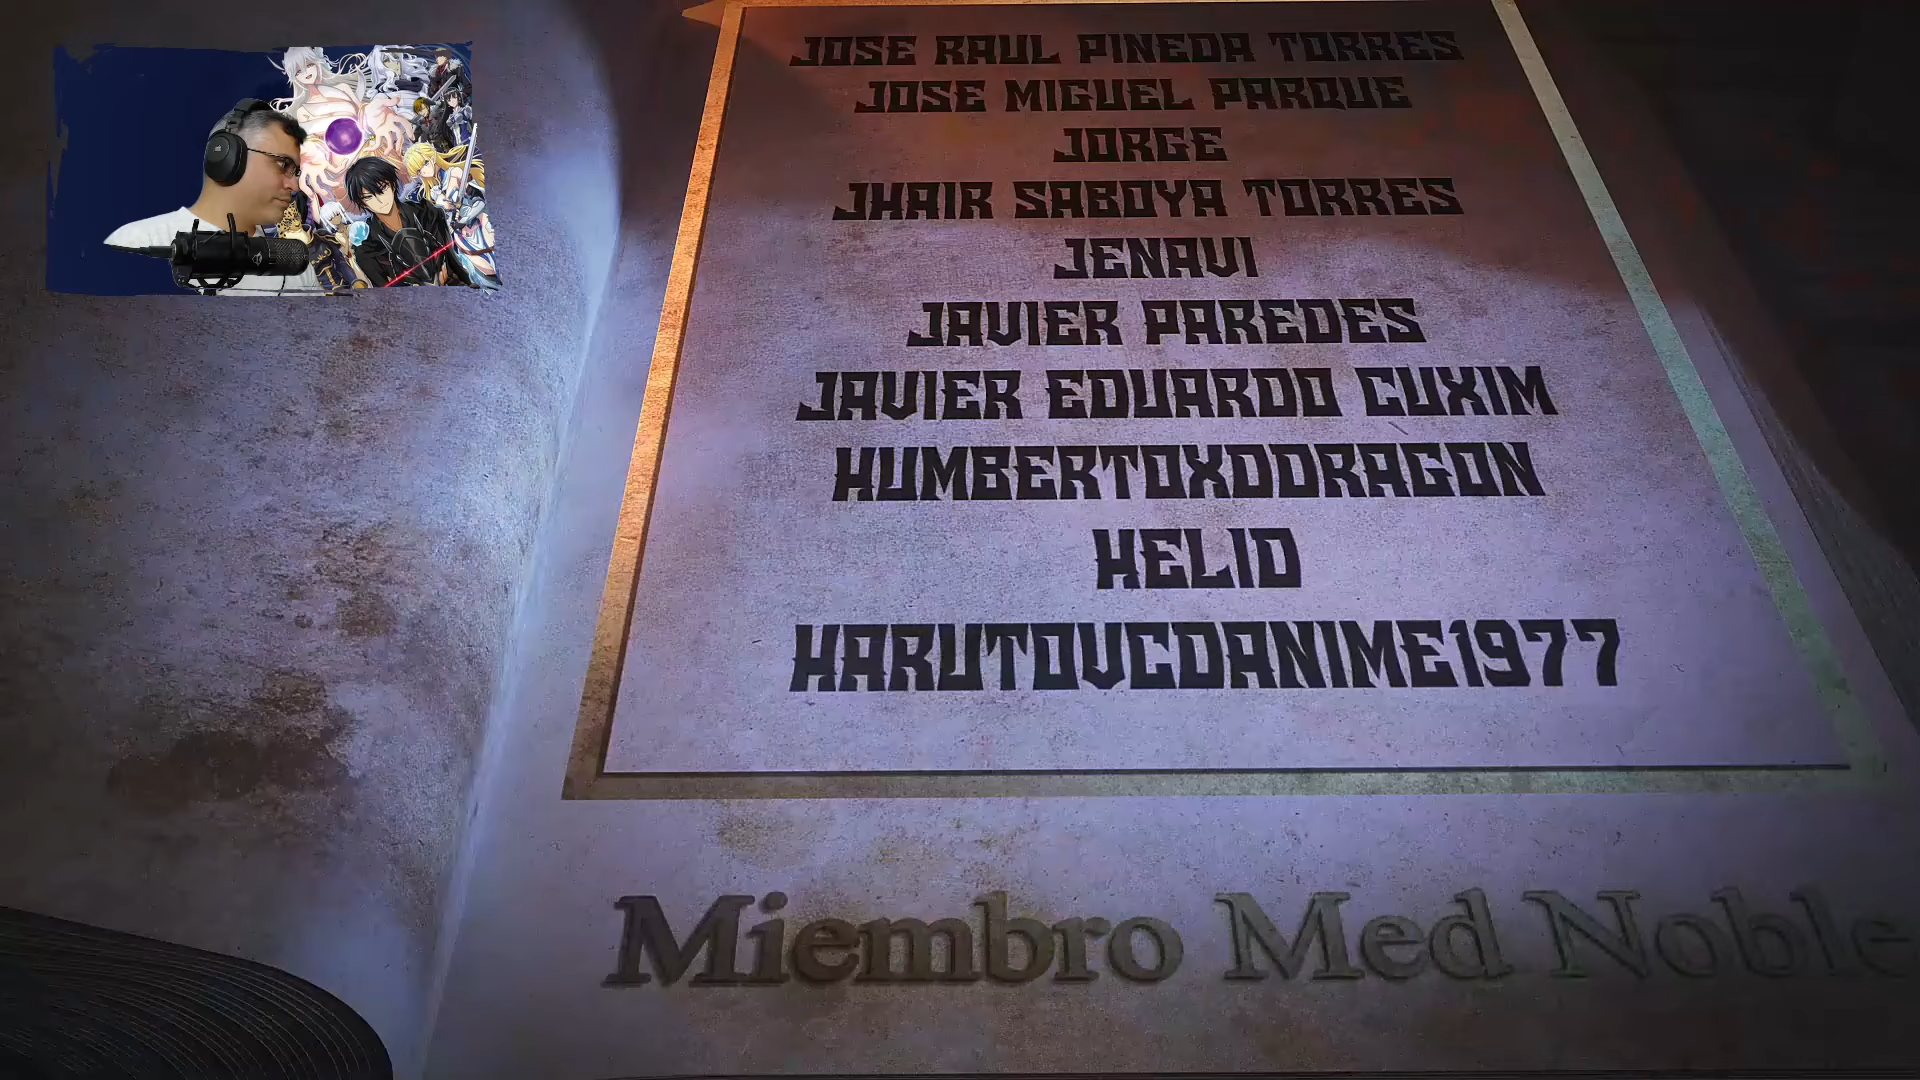 JOSE RAUL PINEDA TORRES
JOSE MIGUEL PARQUE
JORGE
JHAIR SABOYA TORRES
JENAVI
JAVIER PAREDES
JAVIER EDUARDO CUXIM
HUMBERTOXDDRAGON
HELIO
HARUTOVCDANIME1977
Miembro Med Noble